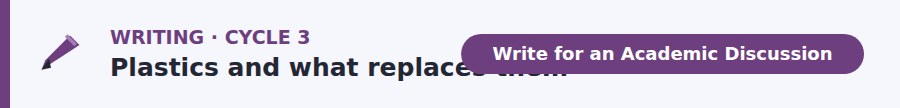 WRITING · CYCLE 3
Plastics and what replaces
Write for an Academic Discussion